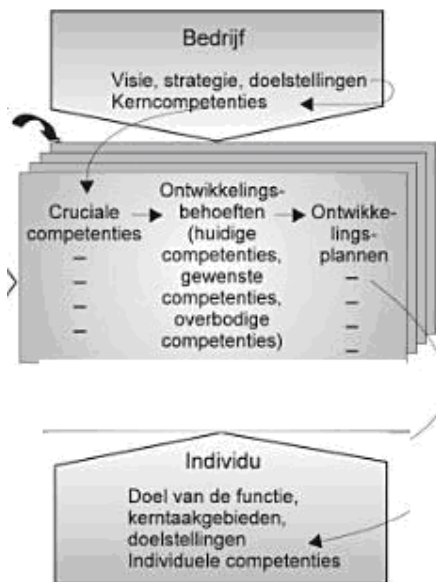 Bedrijf
Visie, strategie, doelstellingen
Kerncompetenties
Cruciale
competenties
–
–
–
–
Ontwikkelings-
behoeften
(huidige
competenties,
gewenste
competenties,
overbodige
competenties)
Ontwikke-
lings-
plannen
–
–
–
–
Individu
Doel van de functie,
kerntaakgebieden,
doelstellingen
Individuele competenties